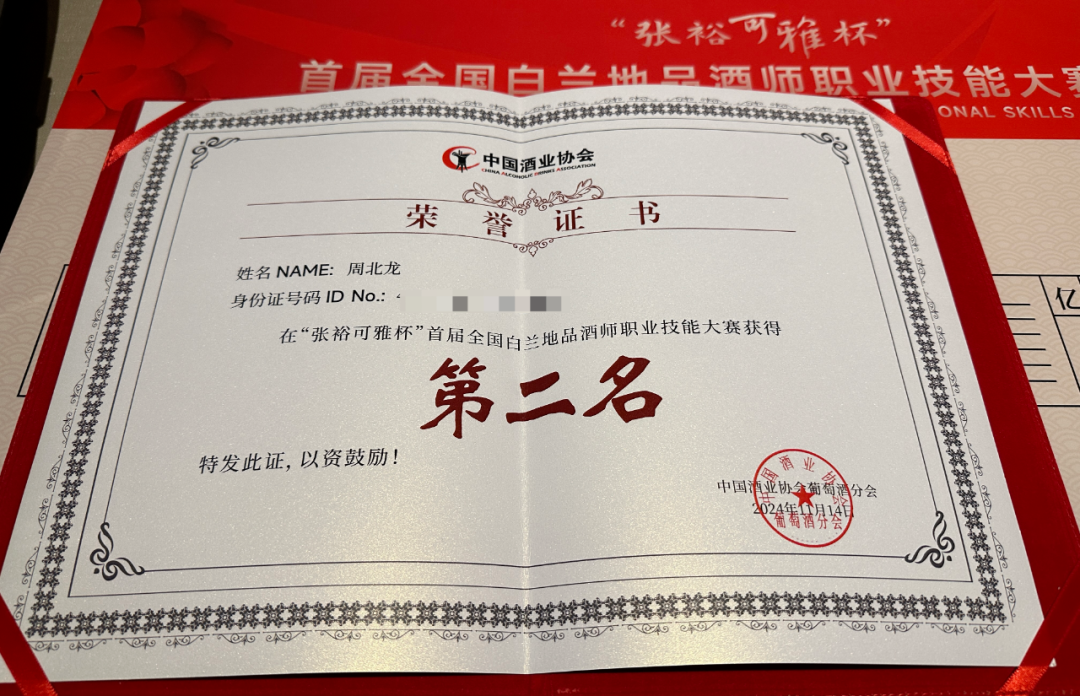 “张裕可雅杯”
首届全国白兰地品酒师职业技能大赛
ONAL SKILLS
中国酒业协会
CHINA ALCOHOLIC DRINKS ASSOCIATION
荣誉证书
姓名 NAME: 周北龙
身份证号码 ID No.:
在“张裕可雅杯”首届全国白兰地品酒师职业技能大赛获得
第二名
特发此证，以资鼓励！
中国酒业协会葡萄酒分会
2024年11月14日
中国酒业协会
葡萄酒分会
亿